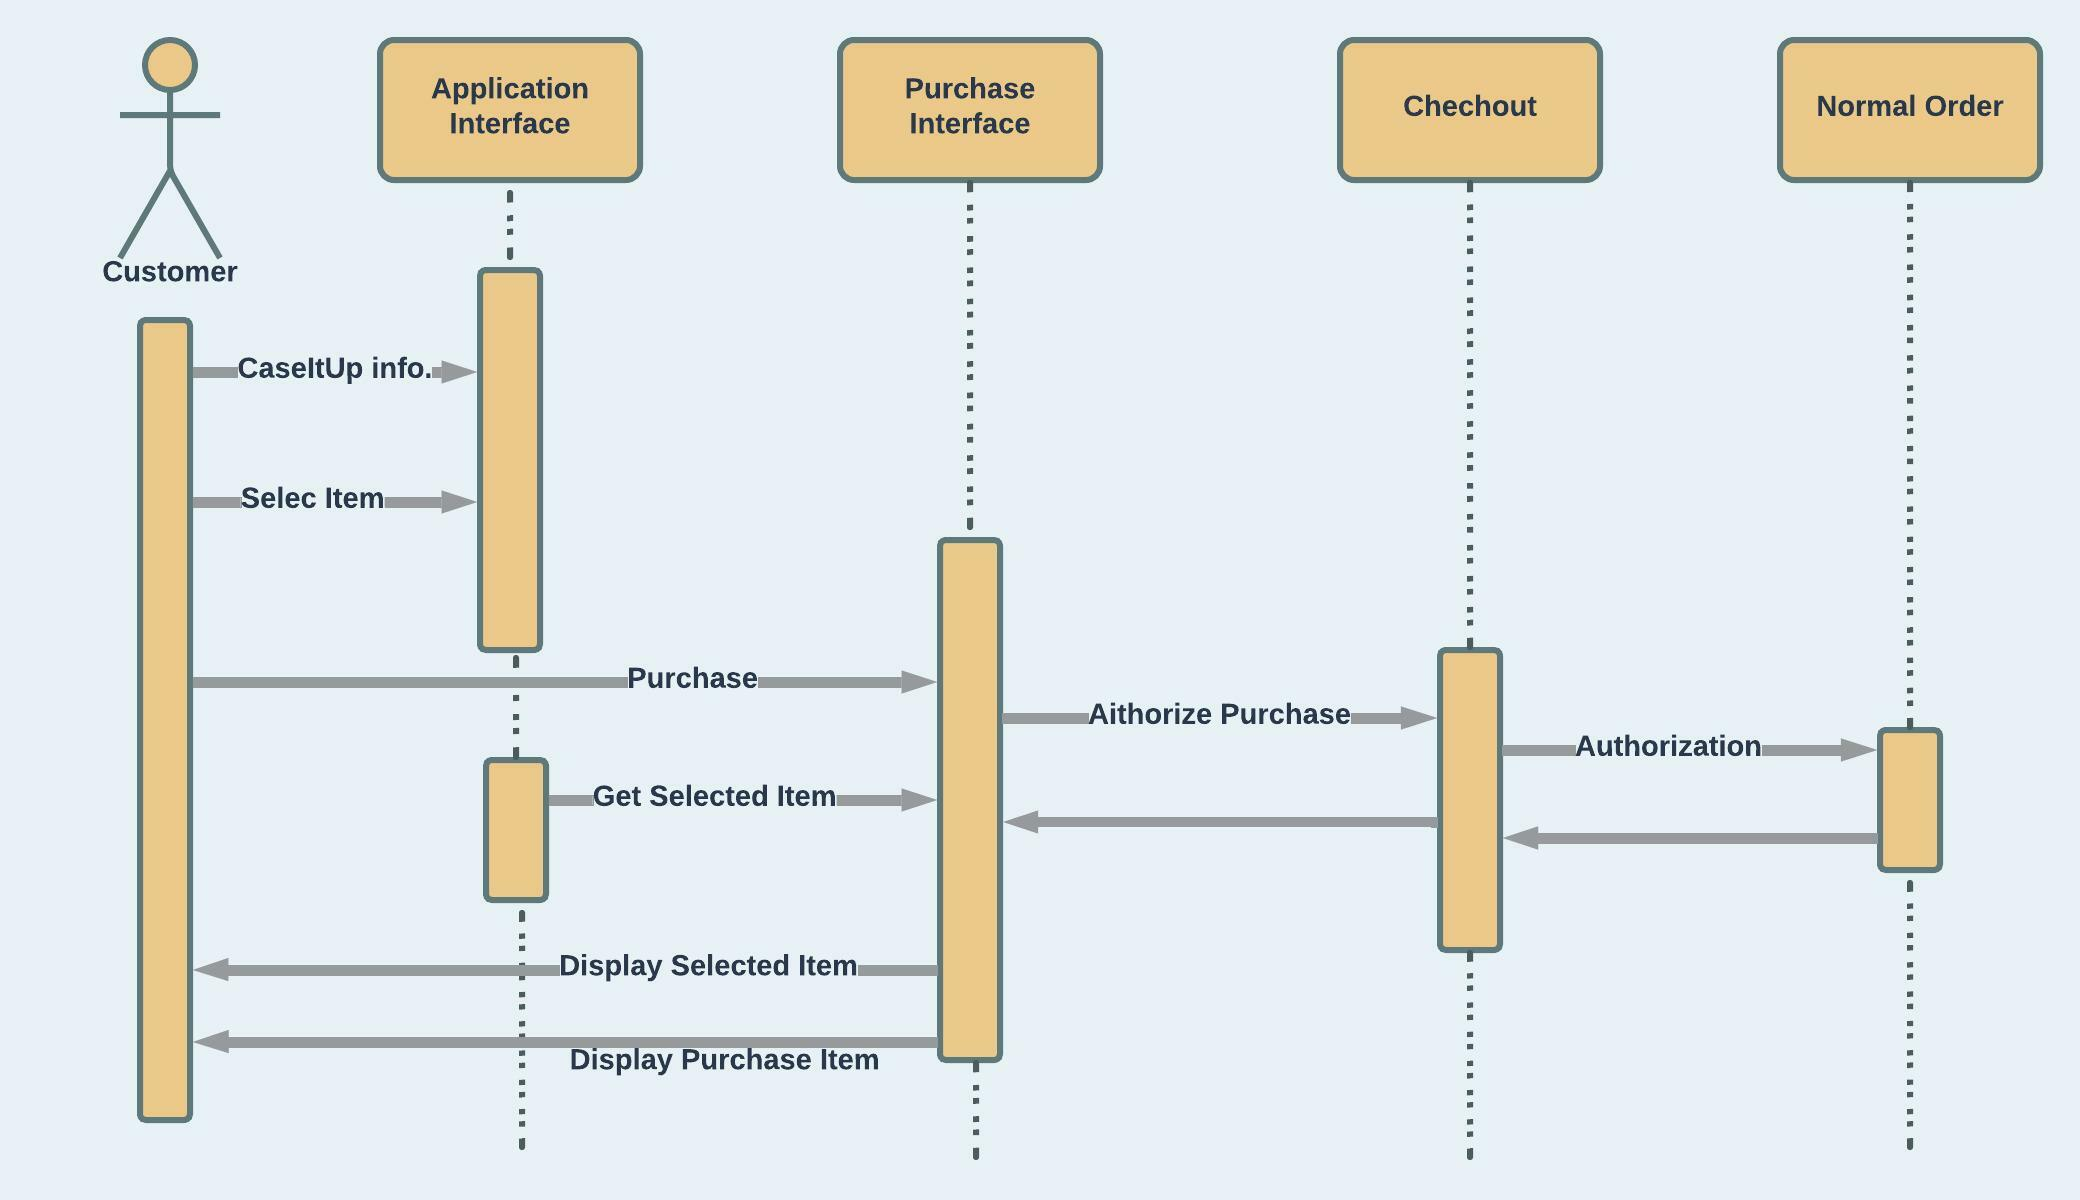 Application
Interface
Purchase
Interface
Chechout
Normal Order
Customer
CaseItUp info.
Selec Item
Purchase
Aithorize Purchase
Authorization
Get Selected Item
Display Selected Item
Display Purchase Item